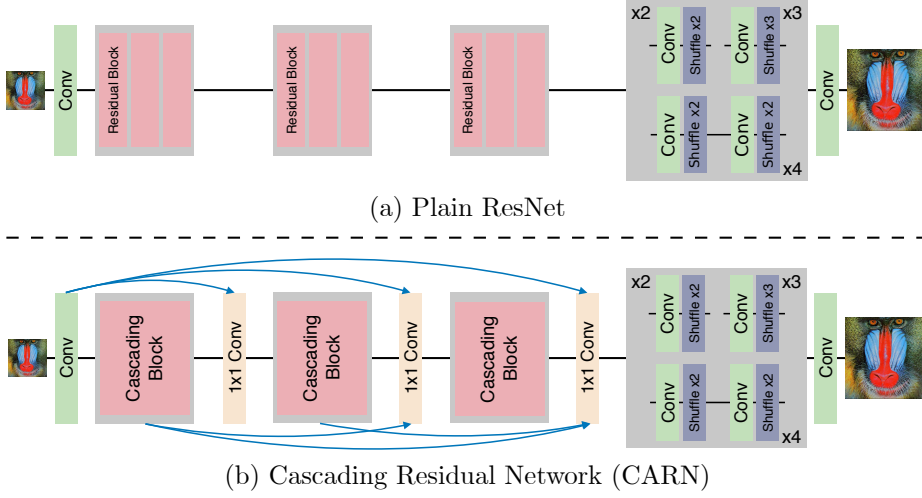 Conv
Residual Block
Residual Block
Residual Block
x2
x3
Conv
Shuffle x2
Conv
Shuffle x3
Conv
Shuffle x2
Conv
Shuffle x2
x4
Conv
(a) Plain ResNet
Conv
Cascading
Block
1x1 Conv
Cascading
Block
1x1 Conv
Cascading
Block
1x1 Conv
x2
x3
Conv
Shuffle x2
Conv
Shuffle x3
Conv
Shuffle x2
Conv
Shuffle x2
x4
Conv
(b) Cascading Residual Network (CARN)